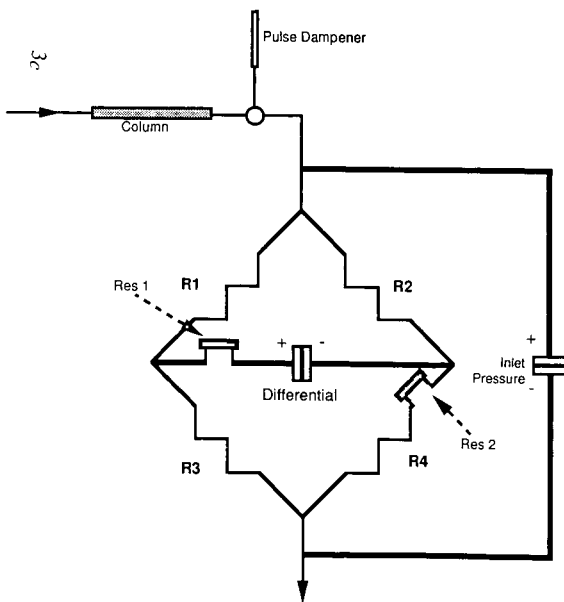 Pulse Dampener
3c
Column
R1
R2
Res 1
+
-
+
Inlet
Pressure
-
Differential
R3
R4
Res 2